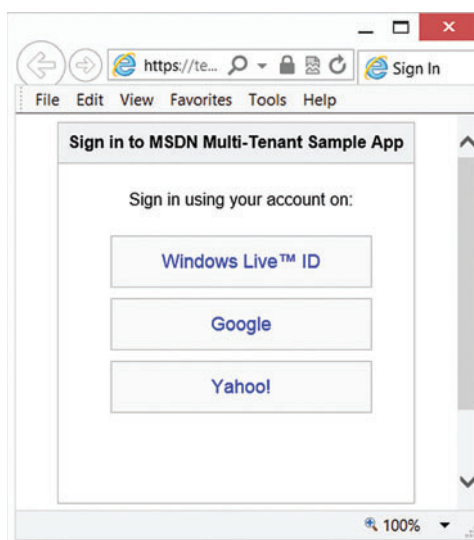 https://te...
Sign In
File Edit View Favorites Tools Help
Sign in to MSDN Multi-Tenant Sample App
Sign in using your account on:
Windows Live™ ID
Google
Yahoo!
100%